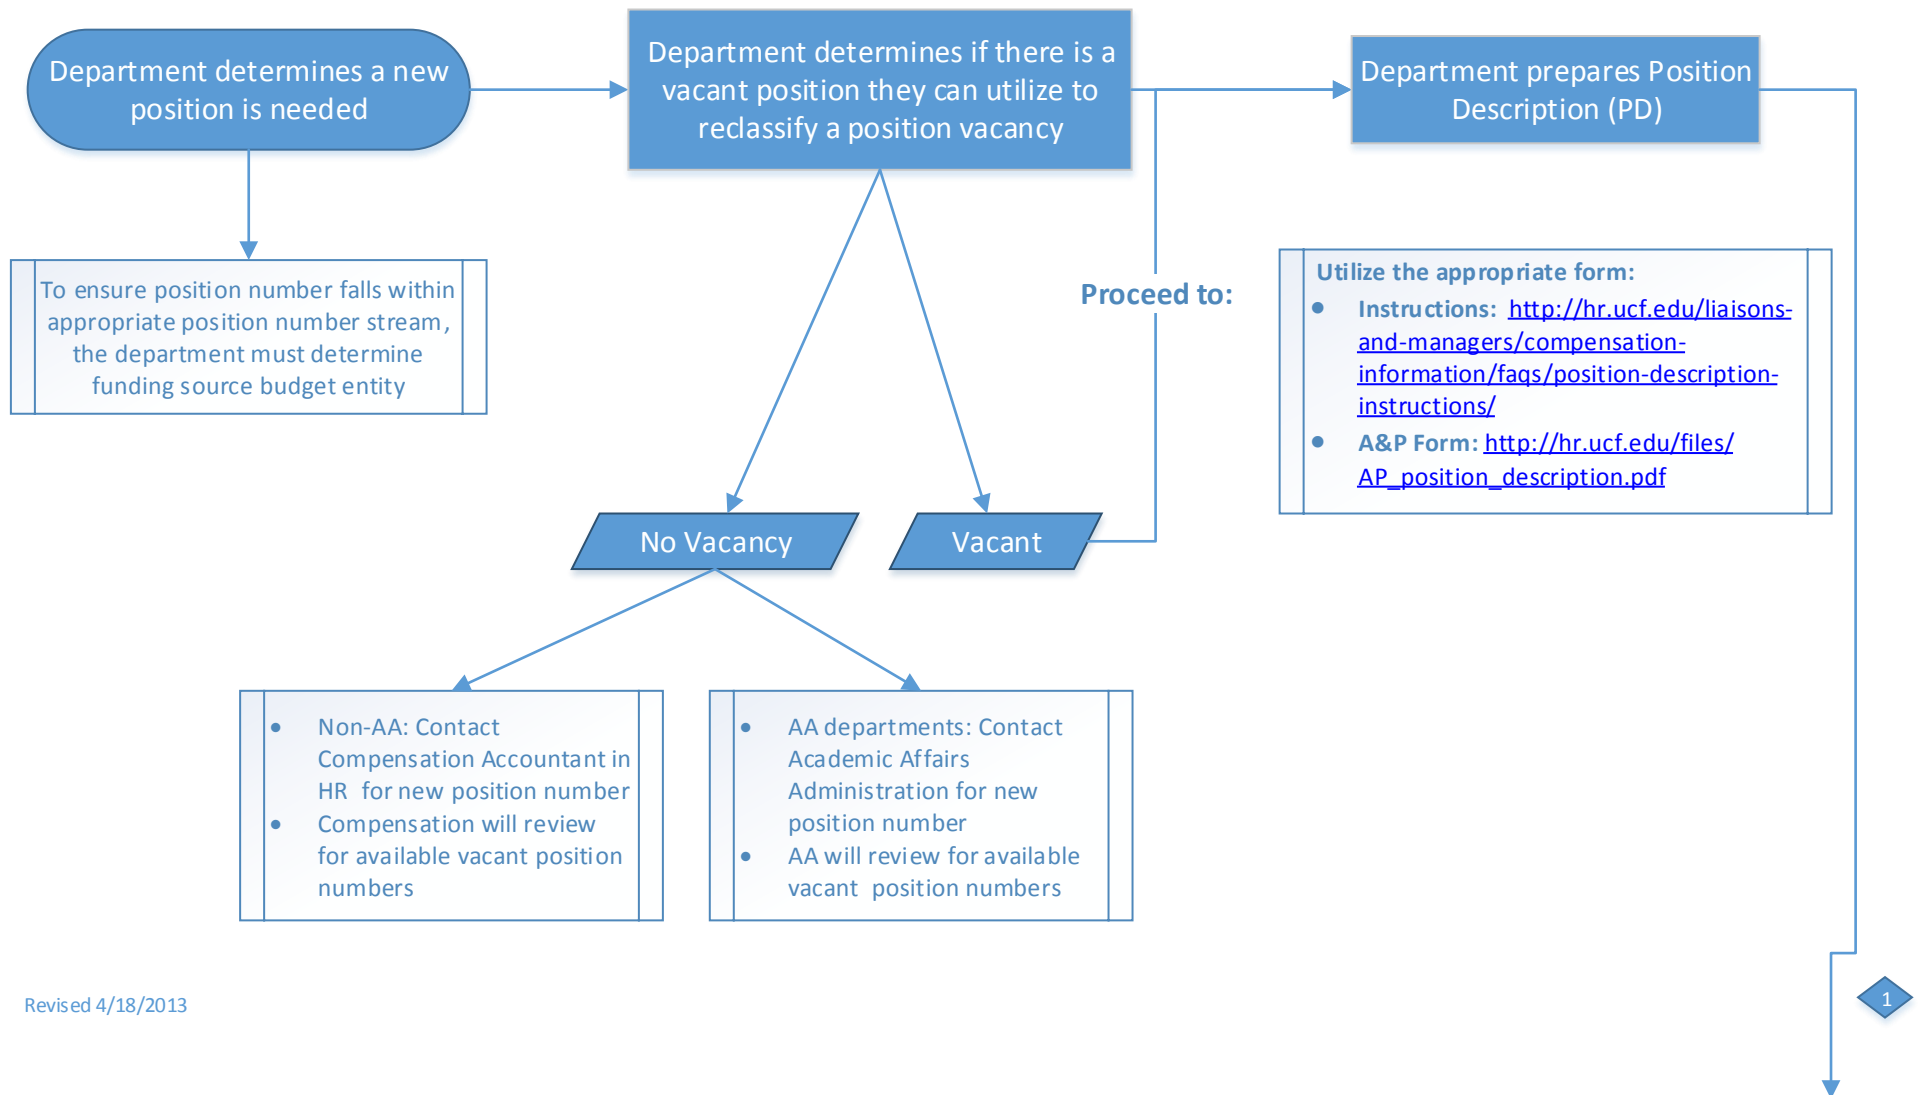 Department determines a new
position is needed
Department determines if there is a
vacant position they can utilize to
reclassify a position vacancy
Department prepares Position
Description (PD)
To ensure position number falls within
appropriate position number stream,
the department must determine
funding source budget entity
Proceed to:
Utilize the appropriate form:
• Instructions: http://hr.ucf.edu/liaisons-
and-managers/compensation-
information/faqs/position-description-
instructions/
• A&P Form: http://hr.ucf.edu/files/
AP_position_description.pdf
No Vacancy
Vacant
• Non-AA: Contact
Compensation Accountant in
HR for new position number
• Compensation will review
for available vacant position
numbers
• AA departments: Contact
Academic Affairs
Administration for new
position number
• AA will review for available
vacant position numbers
Revised 4/18/2013
1